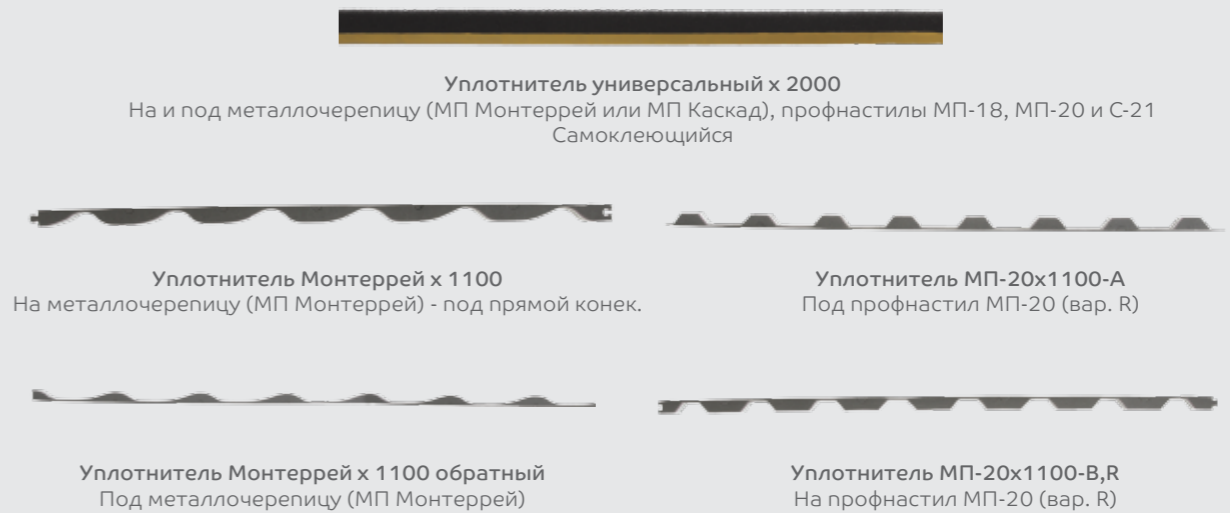 Уплотнитель универсальный х 2000
На и под металлочерепицу (МП Монтеррей или МП Каскад), профнастилы МП-18, МП-20 и С-21
Самоклеющийся
Уплотнитель Монтеррей х 1100
На металлочерепицу (МП Монтеррей) - под прямой конек.
Уплотнитель МП-20х1100-А
Под профнастил МП-20 (вар. R)
Уплотнитель Монтеррей х 1100 обратный
Под металлочерепицу (МП Монтеррей)
Уплотнитель МП-20х1100-В,R
На профнастил МП-20 (вар. R)